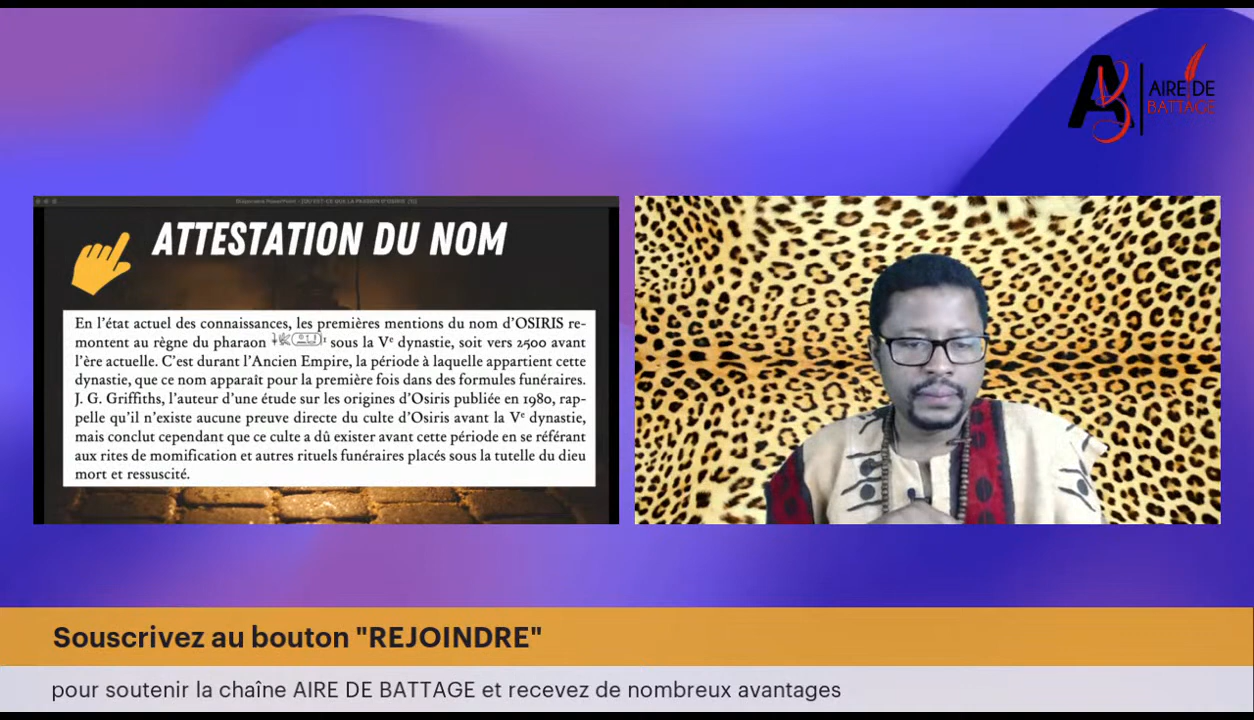 AIRE DE
BATTAGE
ATTESTATION DU NOM
En l'état actuel des connaissances, les premières mentions du nom d'OSIRIS re-
montent au règne du pharaon sous la Vᵉ dynastie, soit vers 2500 avant
l'ère actuelle. C'est durant l'Ancien Empire, la période à laquelle appartient cette
dynastie, que ce nom apparaît pour la première fois dans des formules funéraires.
J. G. Griffiths, l'auteur d'une étude sur les origines d'Osiris publiée en 1980, rap-
pelle qu'il n'existe aucune preuve directe du culte d'Osiris avant la Vᵉ dynastie,
mais conclut cependant que ce culte a dû exister avant cette période en se référant
aux rites de momification et autres rituels funéraires placés sous la tutelle du dieu
mort et ressuscité.
Souscrivez au bouton "REJOINDRE"
pour soutenir la chaîne AIRE DE BATTAGE et recevez de nombreux avantages